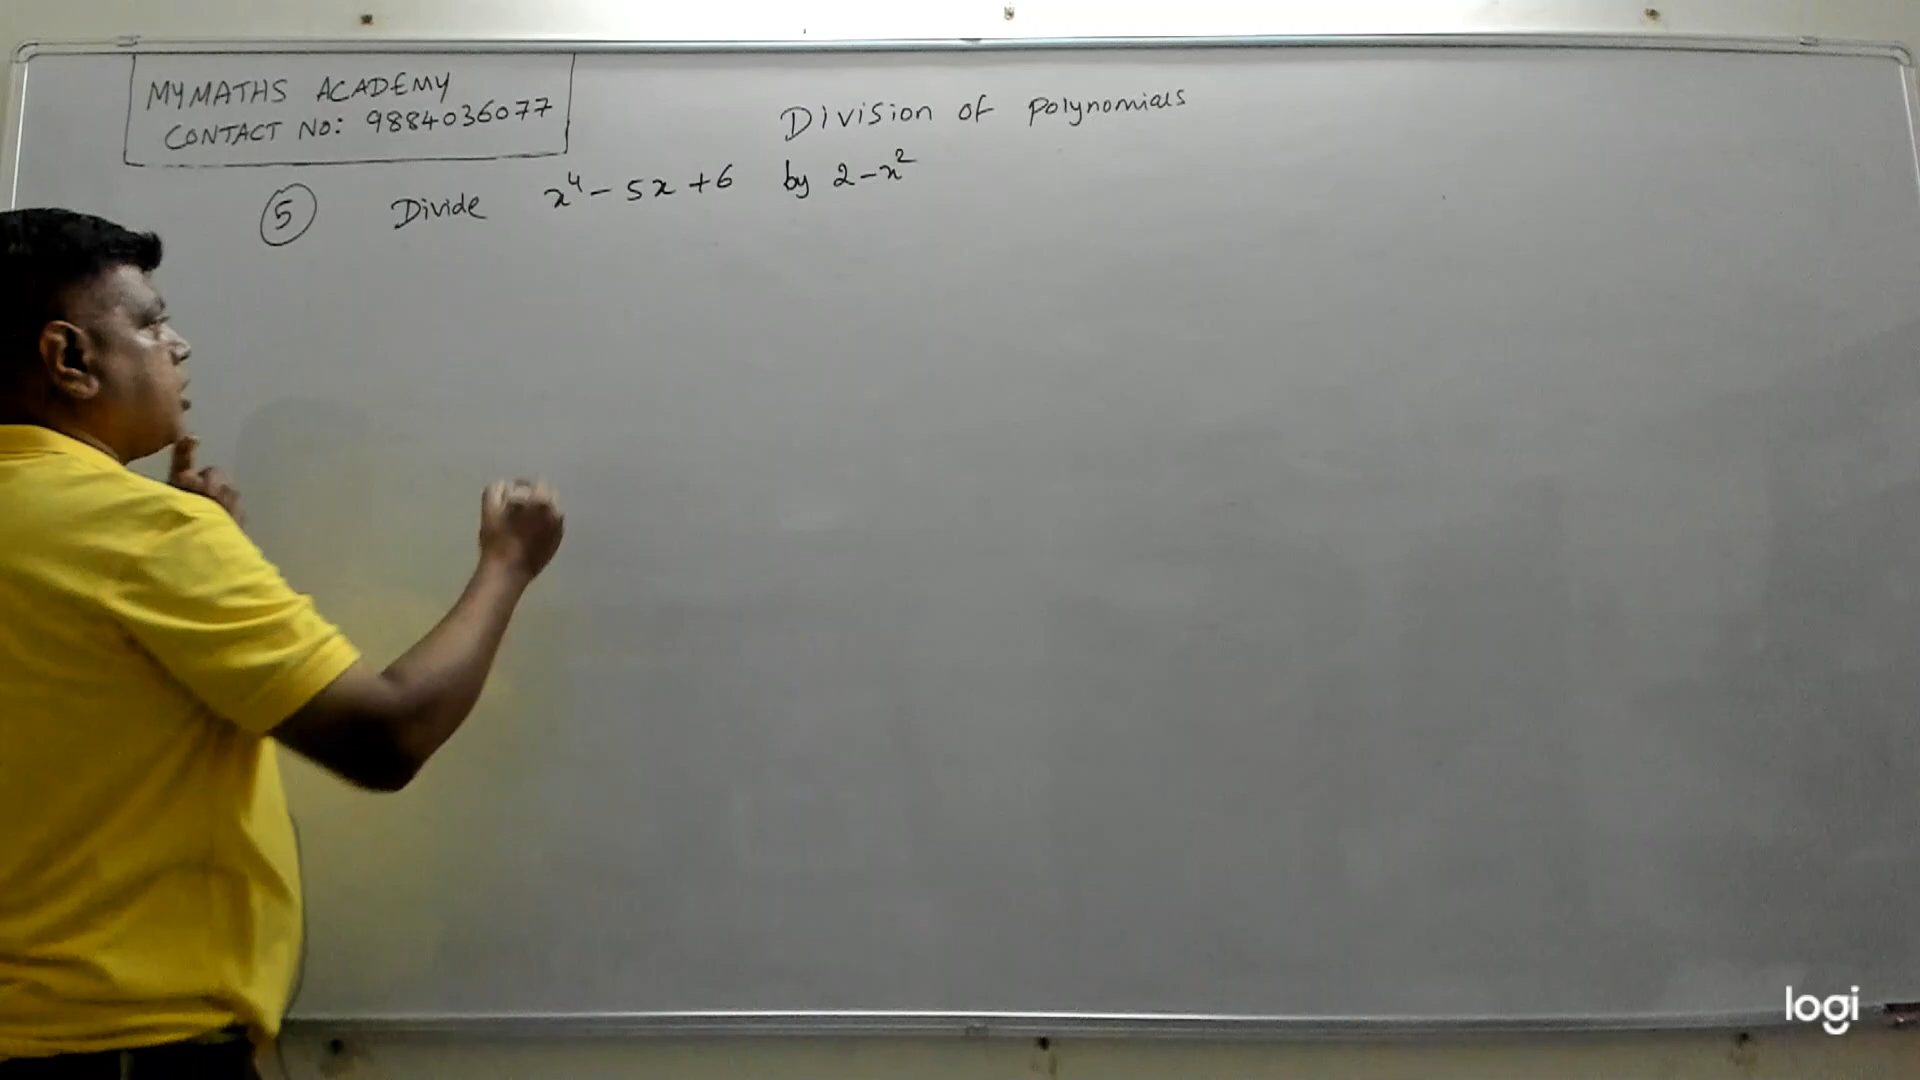 MYMATHS ACADEMY
CONTACT NO: 9884036077
Division of polynomials
5 Divide x⁴ - 5x + 6 by 2 - x²
logi